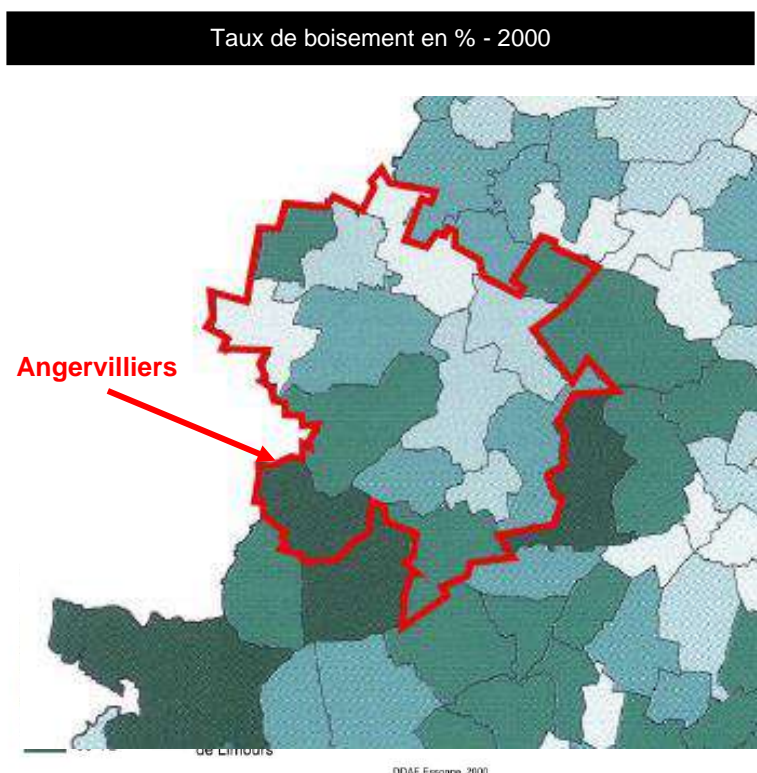 Taux de boisement en % - 2000
Angervilliers
de Limours
DDAF Essonne 2000